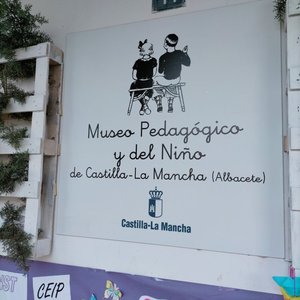 Museo Pedagógico
y del Niño
de Castilla-La Mancha (Albacete)
Castilla-La Mancha
CEIP